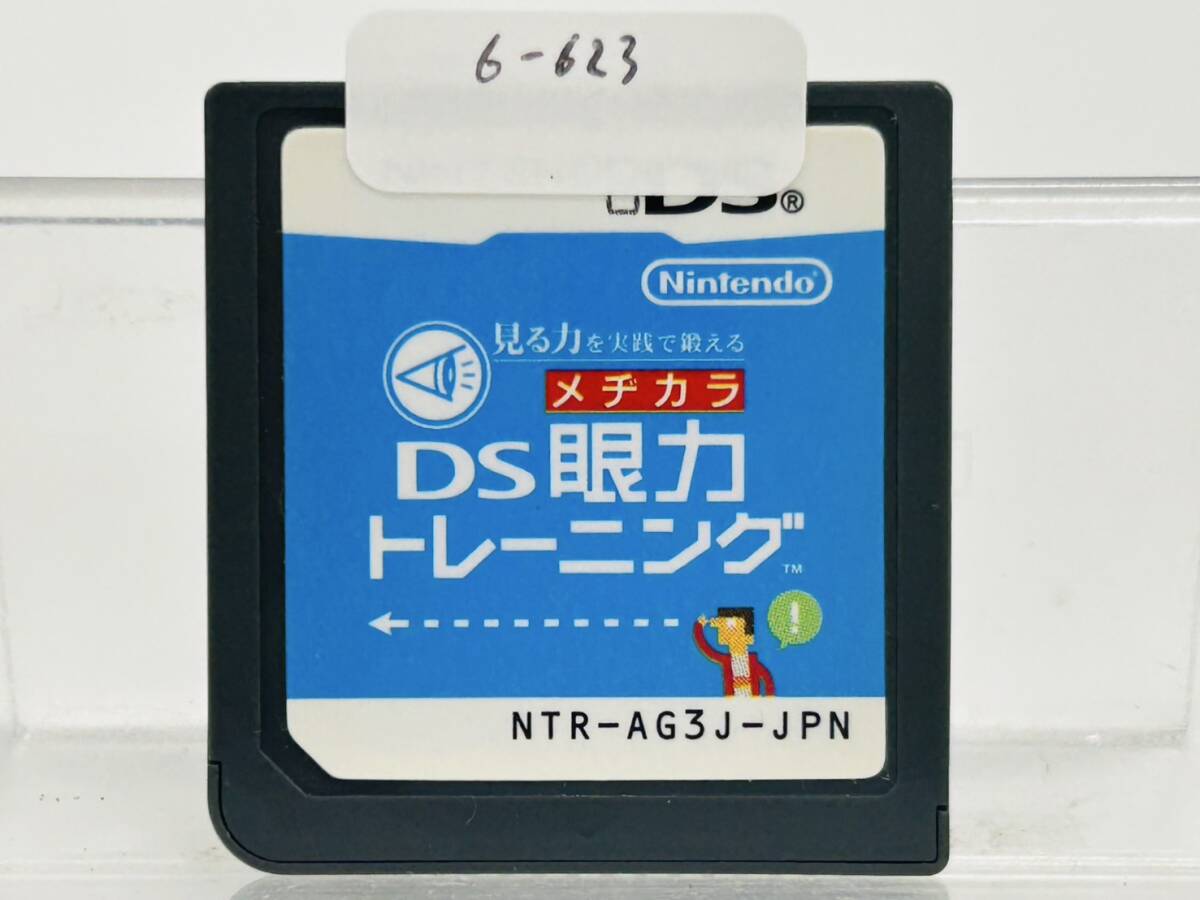 6-623
DS®
Nintendo®
見る力を実践で鍛える
メヂカラ
DS眼力
トレーニング™
!
NTR-AG3J-JPN